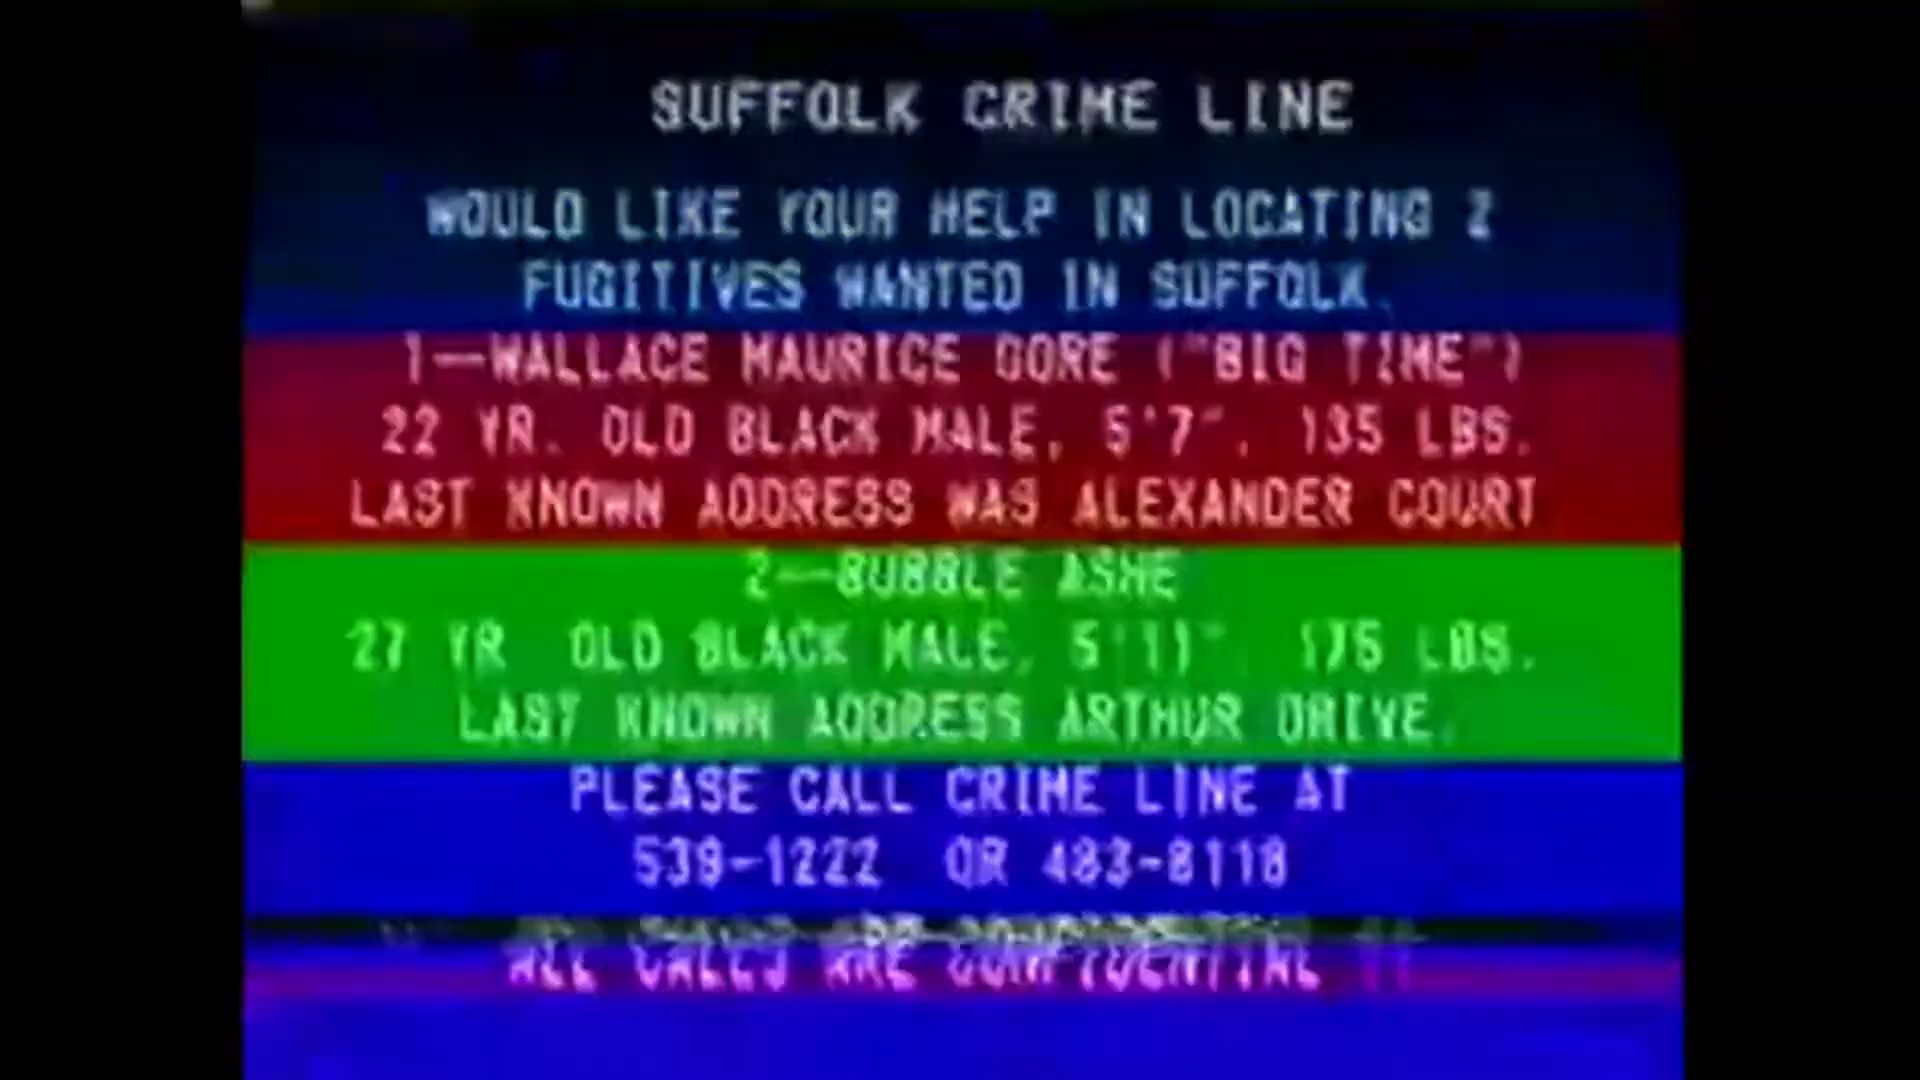 SUFFOLK CRIME LINE
WOULD LIKE YOUR HELP IN LOCATING 2
FUGITIVES WANTED IN SUFFOLK.
1—WALLACE MAURICE GORE ("BIG TIME")
22 YR. OLD BLACK MALE, 5'7", 135 LBS.
LAST KNOWN ADDRESS WAS ALEXANDER COURT
2—BUBBLE ASHE
27 YR. OLD BLACK MALE, 5'11", 175 LBS.
LAST KNOWN ADDRESS ARTHUR DRIVE.
PLEASE CALL CRIME LINE AT
539-1222 OR 483-8118
ALL CALLS ARE CONFIDENTIAL